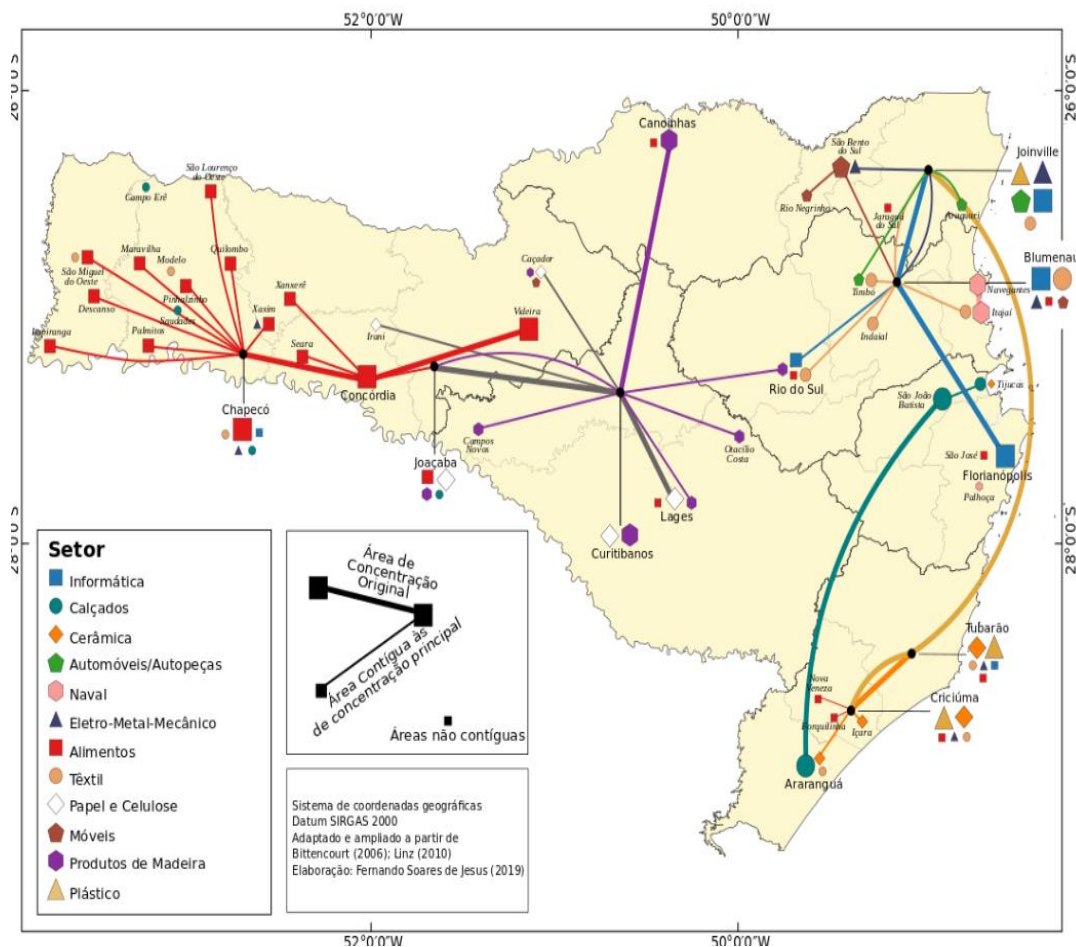 52°0'0"W
50°0'0"W
26°0'0"S
26°0'0"S
Canoinhas
São Bento
do Sul
Joinville
Rio Negrinho
Araquari
Jaraguá
do Sul
São Lourenço
do Oeste
Campo Erê
Maravilha
Modelo
Quilombo
São Miguel
do Oeste
Pinhalzinho
Descanso
Saudades
Xaxim
Xanxerê
Caçador
Videira
Irani
Itapiranga
Palmitos
Seara
Concórdia
Chapecó
Blumenau
Timbó
Navegantes
Itajaí
Indaial
Rio do Sul
Tijucas
São João
Batista
Campos
Novos
Otacílio
Costa
São José
Florianópolis
Palhoça
Joaçaba
Lages
Curitibanos
28°0'0"S
28°0'0"S
Setor
Informática
Calçados
Cerâmica
Automóveis/Autopeças
Naval
Eletro-Metal-Mecânico
Alimentos
Têxtil
Papel e Celulose
Móveis
Produtos de Madeira
Plástico
Área de
Concentração
Original
Área Contígua às
de concentração principal
Áreas não contíguas
Sistema de coordenadas geográficas
Datum SIRGAS 2000
Adaptado e ampliado a partir de
Bittencourt (2006); Linz (2010)
Elaboração: Fernando Soares de Jesus (2019)
Tubarão
Nova
Veneza
Forquilinha
Içara
Criciúma
Araranguá
52°0'0"W
50°0'0"W